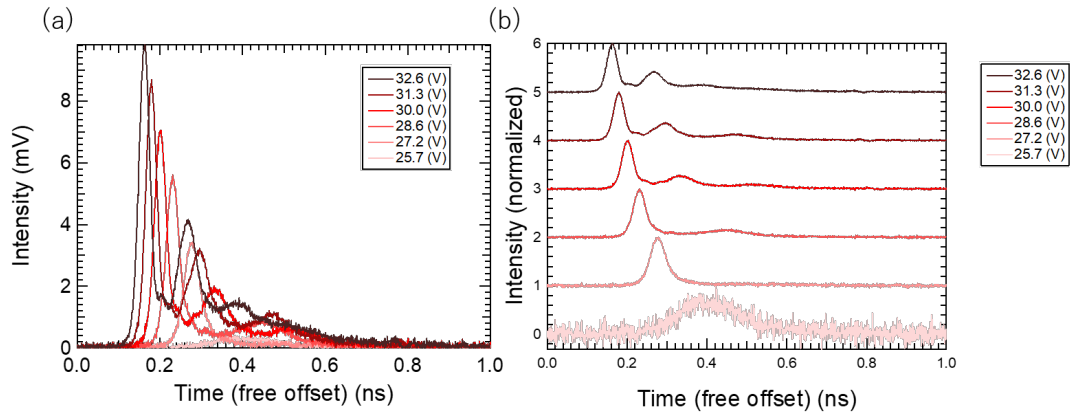 (a)
Intensity (mV)
8
6
4
2
0
32.6 (V)
31.3 (V)
30.0 (V)
28.6 (V)
27.2 (V)
25.7 (V)
0.0 0.2 0.4 0.6 0.8 1.0
Time (free offset) (ns)
(b)
Intensity (normalized)
6
5
4
3
2
1
0
0.0 0.2 0.4 0.6 0.8 1.0
Time (free offset) (ns)
32.6 (V)
31.3 (V)
30.0 (V)
28.6 (V)
27.2 (V)
25.7 (V)